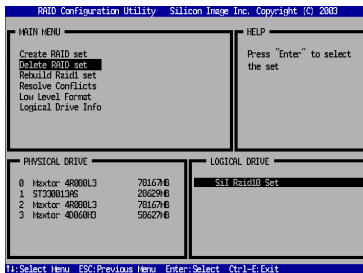 RAID Configuration Utility Silicon Image Inc. Copyright (C) 2003
MAIN MENU
Create RAID set
Delete RAID set
Rebuild Raid1 set
Resolve Conflicts
Low Level Format
Logical Drive Info
HELP
Press "Enter" to select
the set
PHYSICAL DRIVE
0 Maxtor 4R080L3 78167MB
1 ST330013AS 28629MB
2 Maxtor 4R080L3 78167MB
3 Maxtor 4D060H3 58627MB
LOGICAL DRIVE
SiI Raid10 Set
↑↓:Select Menu ESC:Previous Menu Enter:Select Ctrl-E:Exit